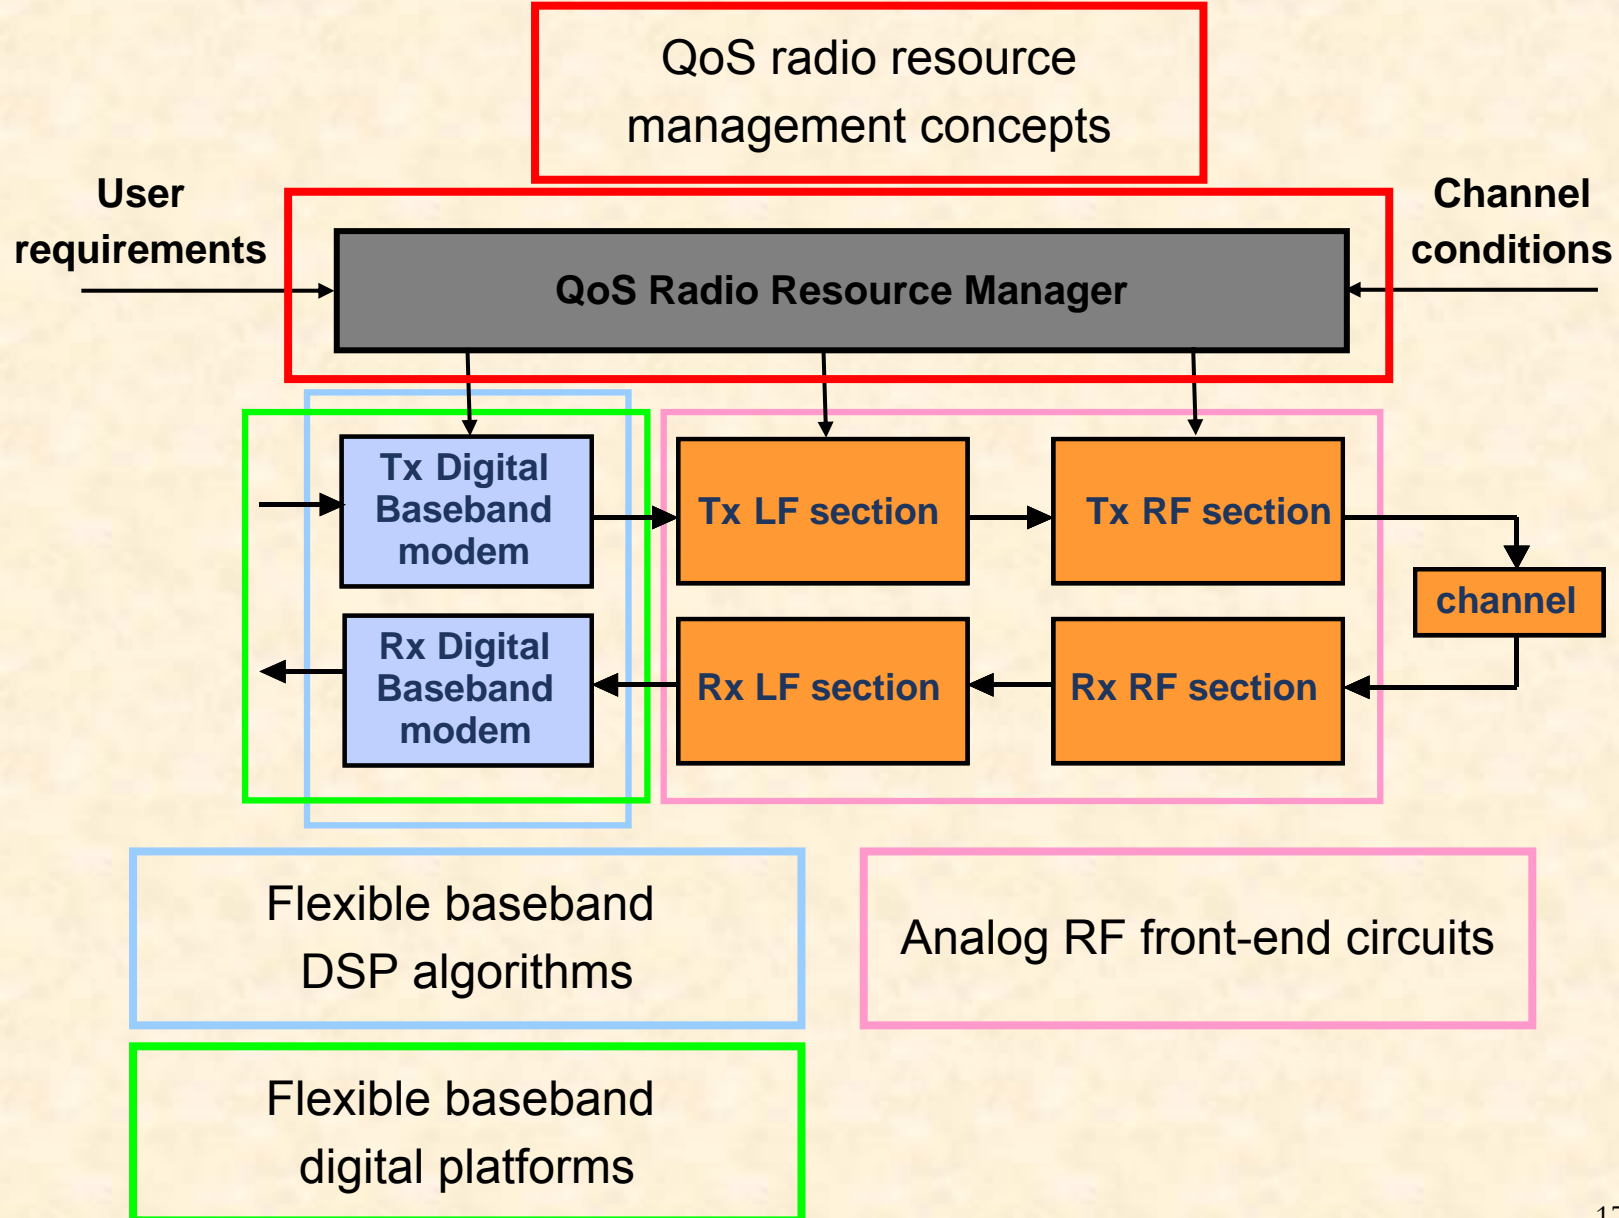 QoS radio resource
management concepts
User
requirements
Channel
conditions
QoS Radio Resource Manager
Tx Digital
Baseband
modem
Tx LF section
Tx RF section
channel
Rx Digital
Baseband
modem
Rx LF section
Rx RF section
Flexible baseband
DSP algorithms
Analog RF front-end circuits
Flexible baseband
digital platforms